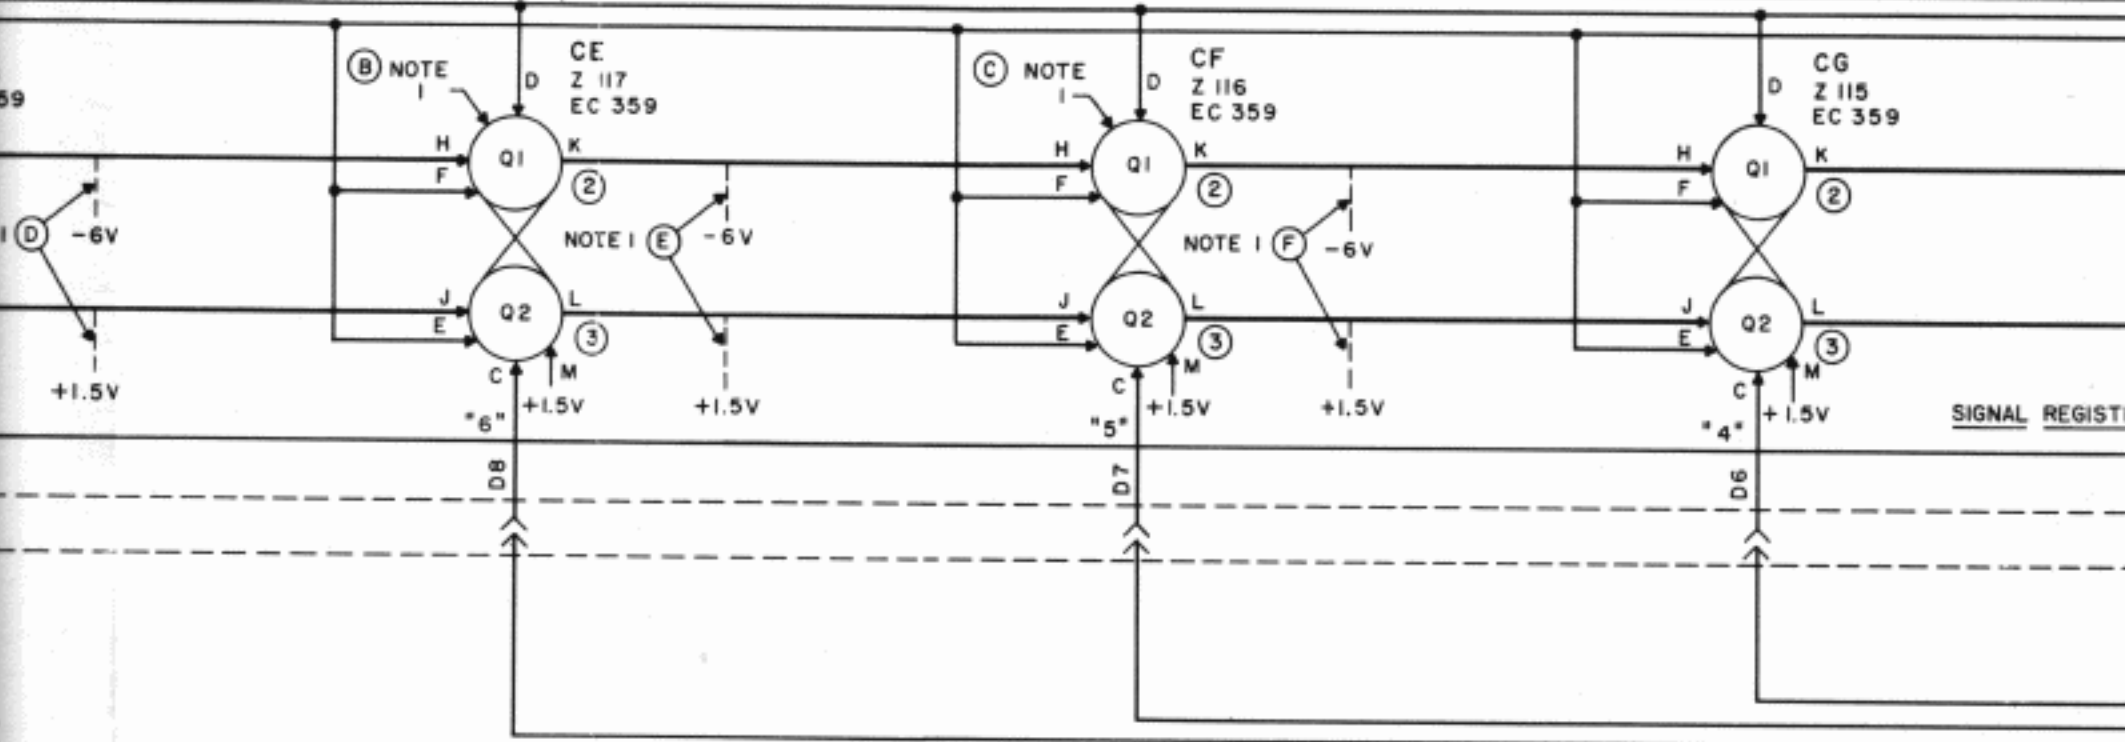 59
B NOTE
1
D
CE
Z 117
EC 359
H
F
Q1
K
2
J
E
Q2
L
3
C
M
+1.5V
"6"
D8
1 D
-6V
+1.5V
NOTE 1 E
-6V
+1.5V
C NOTE
1
D
CF
Z 116
EC 359
H
F
Q1
K
2
J
E
Q2
L
3
C
M
+1.5V
"5"
D7
NOTE 1 F
-6V
+1.5V
D
CG
Z 115
EC 359
H
F
Q1
K
2
J
E
Q2
L
3
C
M
+1.5V
"4"
D6
SIGNAL REGIST